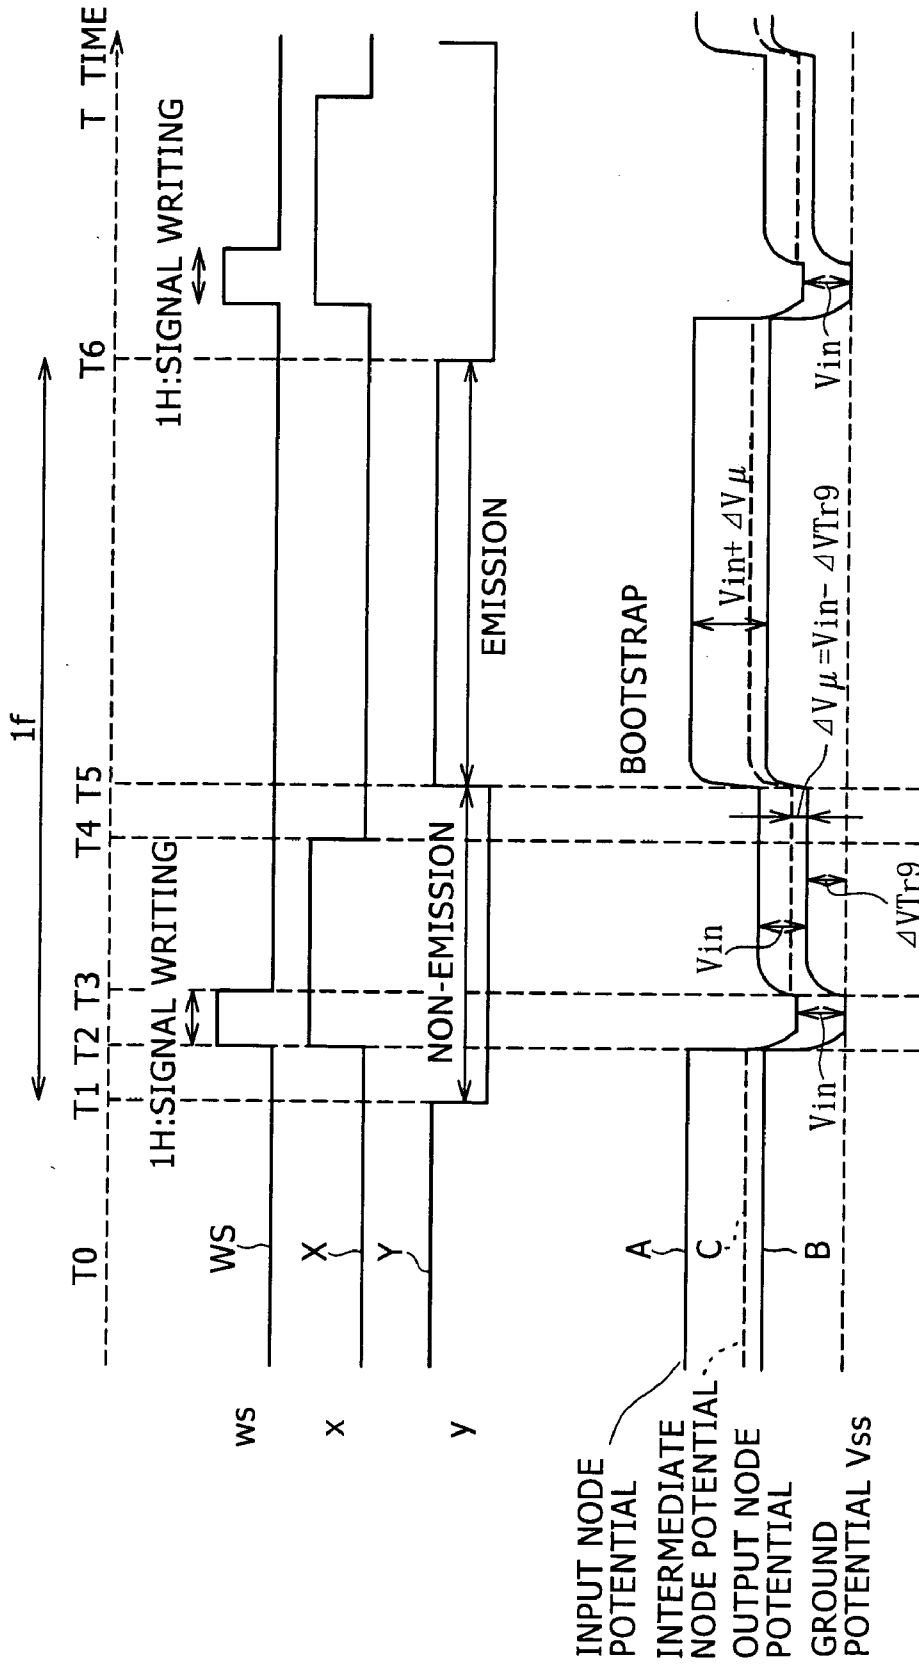 1f
T0
T1
T2
T3
T4
T5
T6
T TIME
1H:SIGNAL WRITING
1H:SIGNAL WRITING
ws
WS
x
X
y
Y
NON-EMISSION
EMISSION
BOOTSTRAP
INPUT NODE
POTENTIAL
A
INTERMEDIATE
NODE POTENTIAL
C
OUTPUT NODE
POTENTIAL
B
GROUND
POTENTIAL Vss
Vin
Vin
ΔVTr9
ΔVμ=Vin-ΔVTr9
Vin+ΔVμ
Vin